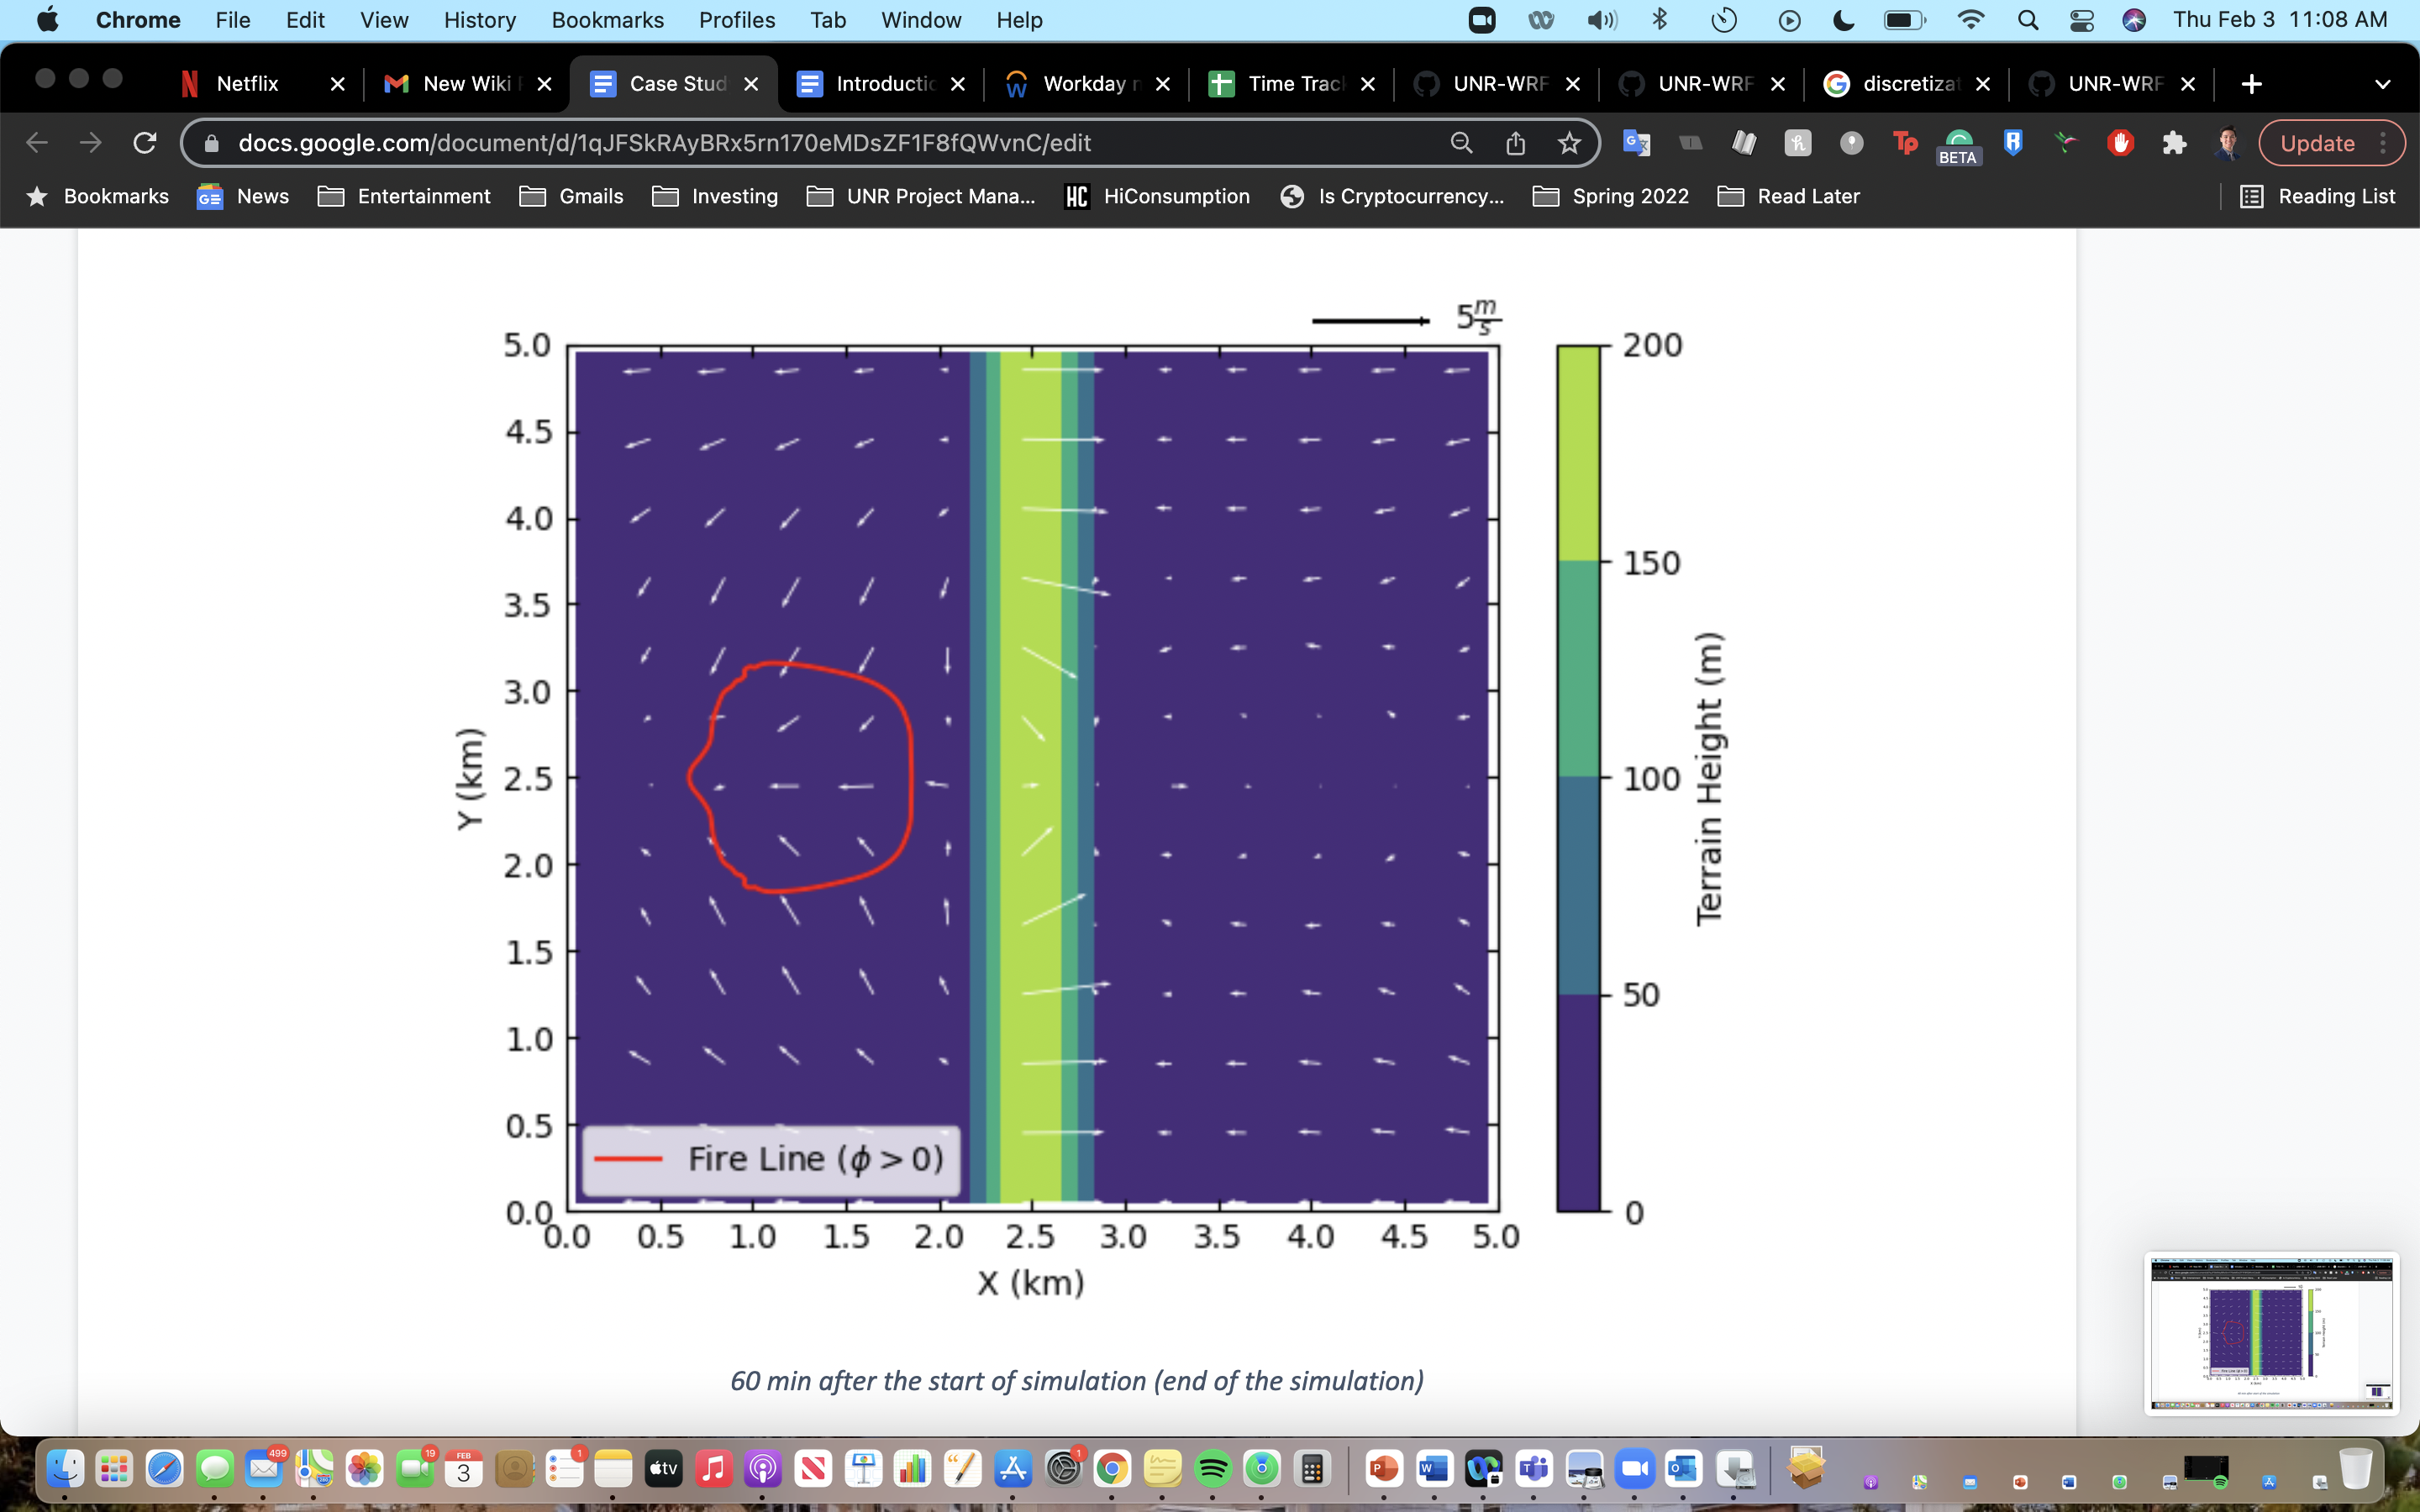 Chrome File Edit View History Bookmarks Profiles Tab Window Help Thu Feb 3 11:08 AM
Netflix New Wiki Case Stud Introductio Workday Time Trac UNR-WRF UNR-WRF discretizat UNR-WRF
docs.google.com/document/d/1qJFSkRAyBRx5rn170eMDsZF1F8fQWvnC/edit Tp BETA Update
Bookmarks News Entertainment Gmails Investing UNR Project Mana... HC HiConsumption Is Cryptocurrency... Spring 2022 Read Later Reading List
5 m/s
5.0
4.5
4.0
3.5
3.0
2.5
2.0
1.5
1.0
0.5
0.0
Y (km)
Fire Line (ϕ > 0)
0.0 0.5 1.0 1.5 2.0 2.5 3.0 3.5 4.0 4.5 5.0
X (km)
200
150
100
50
0
Terrain Height (m)
60 min after the start of simulation (end of the simulation)
499 19 FEB 3 1 tv 1